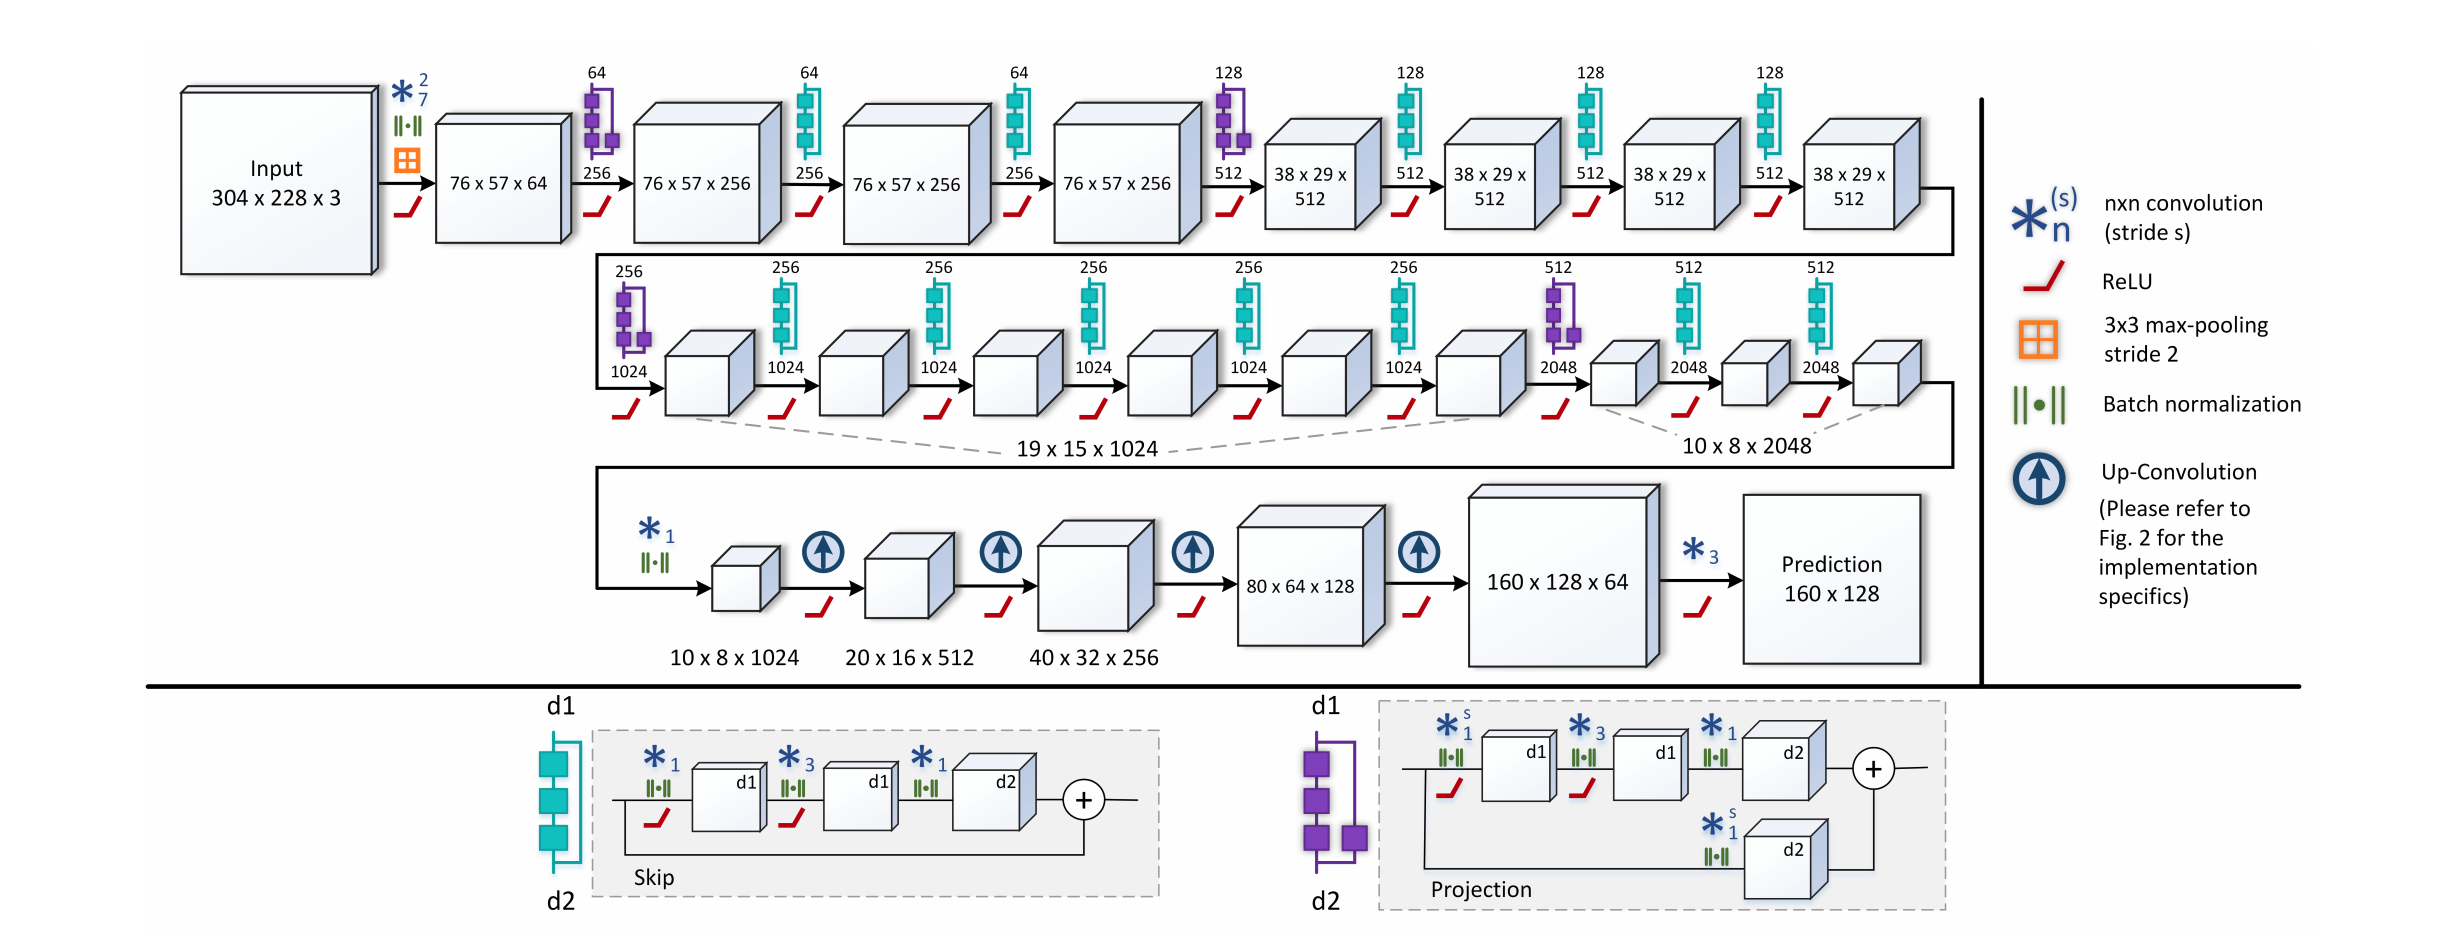 64
64
64
128
128
128
128
2
7
Input
304 x 228 x 3
76 x 57 x 64
256
76 x 57 x 256
256
76 x 57 x 256
256
76 x 57 x 256
512
38 x 29 x
512
512
38 x 29 x
512
512
38 x 29 x
512
512
38 x 29 x
512
256
256
256
256
256
256
512
512
512
1024
1024
1024
1024
1024
1024
2048
2048
2048
19 x 15 x 1024
10 x 8 x 2048
1
10 x 8 x 1024
20 x 16 x 512
40 x 32 x 256
80 x 64 x 128
160 x 128 x 64
3
Prediction
160 x 128
(s)
n
nxn convolution
(stride s)
ReLU
3x3 max-pooling
stride 2
Batch normalization
Up-Convolution
(Please refer to
Fig. 2 for the
implementation
specifics)
d1
d2
1
d1
3
d1
1
d2
+
Skip
d1
d2
s
1
d1
3
d1
1
d2
+
s
1
d2
Projection